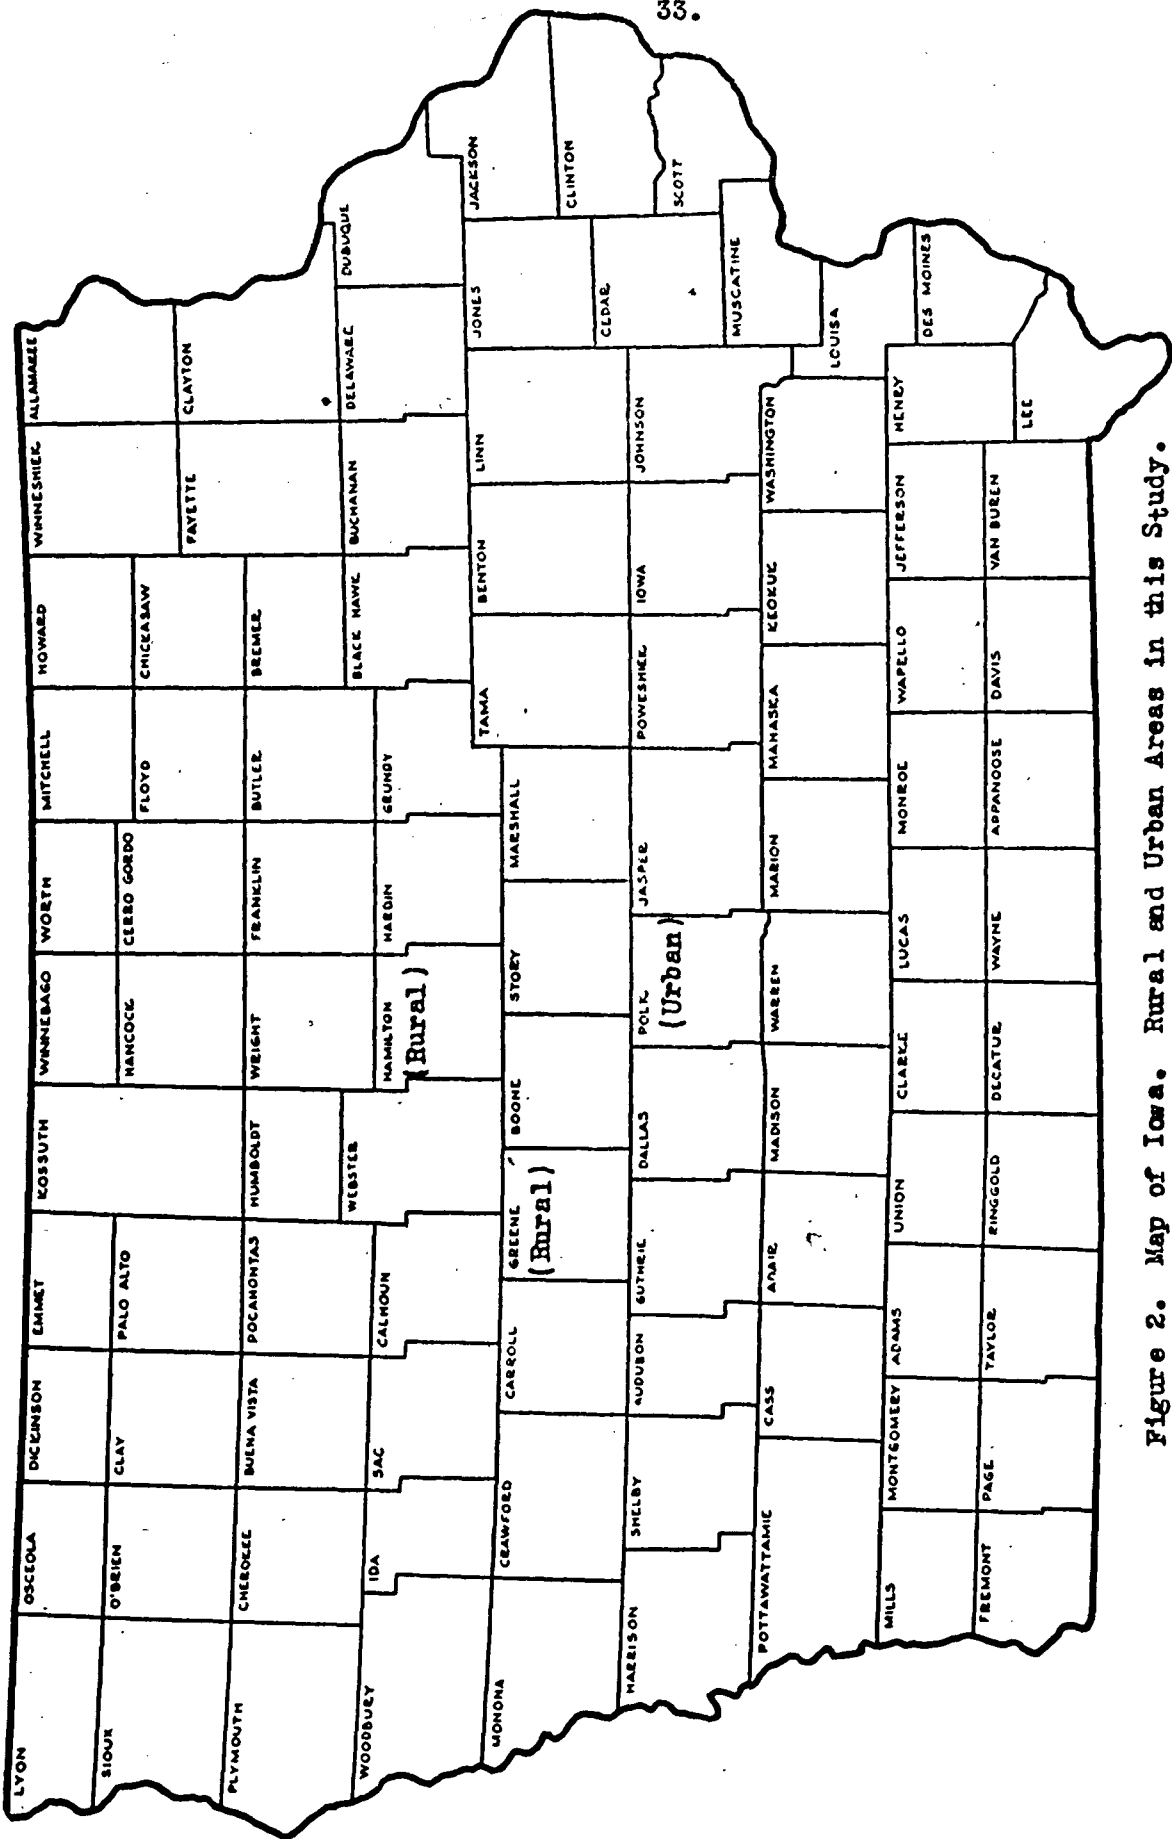 33.
LYON
OSCEOLA
DICKINSON
EMMET
KOSSUTH
WINNEBAGO
WORTH
MITCHELL
HOWARD
WINNESHIEK
ALLAMAKEE
SIOUX
O'BRIEN
CLAY
PALO ALTO
HANCOCK
CERRO GORDO
FLOYD
CHICKASAW
FAYETTE
CLAYTON
PLYMOUTH
CHEROKEE
BUENA VISTA
POCAHONTAS
HUMBOLDT
WRIGHT
FRANKLIN
BUTLER
BREMER
WOODBURY
IDA
SAC
CALHOUN
WEBSTER
HAMILTON
(Rural)
HARDIN
GRUNDY
BLACK HAWK
BUCHANAN
DELAWARE
DUBUQUE
MONONA
CRAWFORD
CARROLL
GREENE
(Rural)
BOONE
STORY
MARSHALL
TAMA
BENTON
LINN
JONES
JACKSON
CLINTON
CEDAR
SCOTT
HARRISON
SHELBY
AUDUBON
GUTHRIE
DALLAS
POLK
(Urban)
JASPER
POWESHIEK
IOWA
JOHNSON
MUSCATINE
POTTAWATTAMIE
CASS
ADAIR
MADISON
WARREN
MARION
MAHASKA
KEOKUK
WASHINGTON
LOUISA
MILLS
MONTGOMERY
ADAMS
UNION
CLARKE
LUCAS
MONROE
WAPELLO
JEFFERSON
HENRY
DES MOINES
FREMONT
PAGE
TAYLOR
RINGGOLD
DECATUR
WAYNE
APPANOOSE
DAVIS
VAN BUREN
LEE
Figure 2. Map of Iowa. Rural and Urban Areas in this Study.